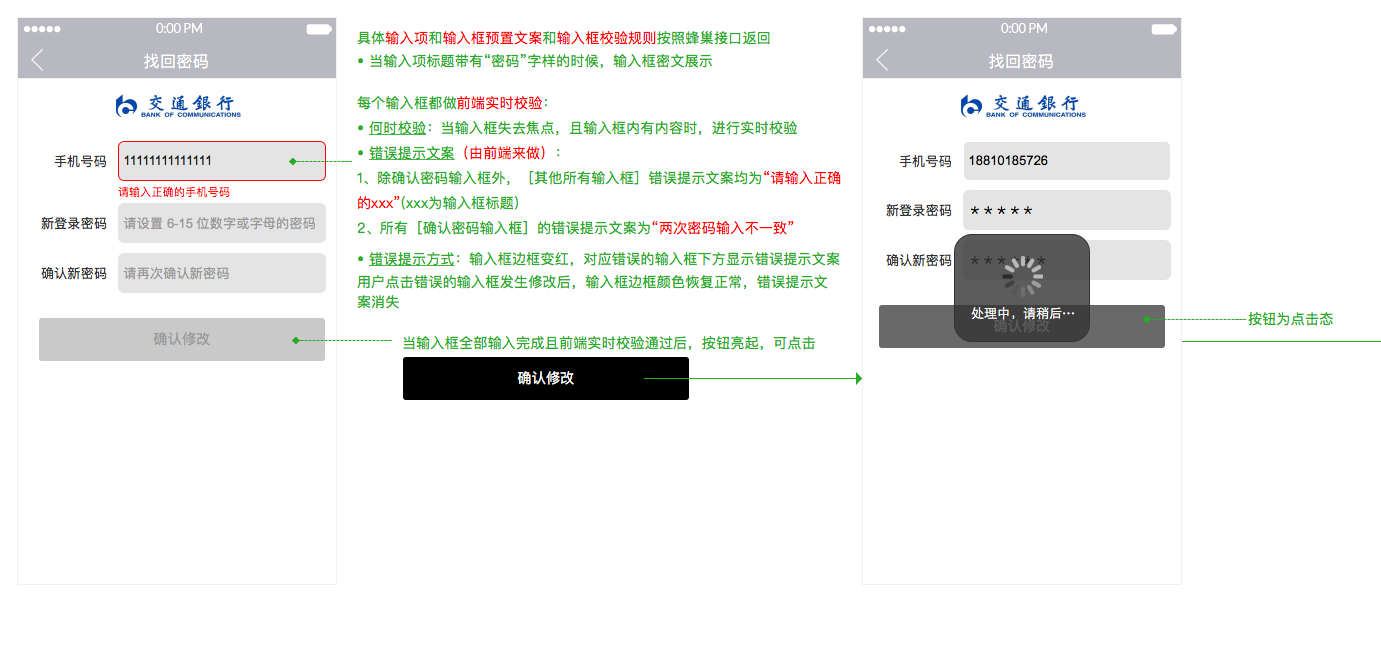 0:00 PM
找回密码
交通銀行
BANK OF COMMUNICATIONS
手机号码
11111111111111
请输入正确的手机号码
新登录密码
请设置 6-15 位数字或字母的密码
确认新密码
请再次确认新密码
确认修改
具体输入项和输入框预置文案和输入框校验规则按照蜂巢接口返回
• 当输入项标题带有“密码”字样的时候，输入框密文展示
每个输入框都做前端实时校验：
• 何时校验：当输入框失去焦点，且输入框内有内容时，进行实时校验
• 错误提示文案（由前端来做）：
1、除确认密码输入框外，［其他所有输入框］错误提示文案均为“请输入正确
的xxx”(xxx为输入框标题)
2、所有［确认密码输入框］的错误提示文案为“两次密码输入不一致”
• 错误提示方式：输入框边框变红，对应错误的输入框下方显示错误提示文案
用户点击错误的输入框发生修改后，输入框边框颜色恢复正常，错误提示文
案消失
当输入框全部输入完成且前端实时校验通过后，按钮亮起，可点击
确认修改
0:00 PM
找回密码
交通銀行
BANK OF COMMUNICATIONS
手机号码
18810185726
新登录密码
*****
确认新密码
******
处理中，请稍后…
确认修改
按钮为点击态